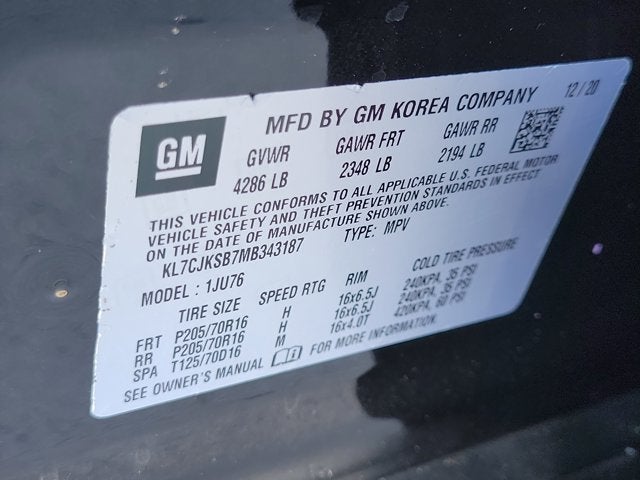 MFD BY GM KOREA COMPANY 12/20
GM
GVWR GAWR FRT GAWR RR
4286 LB 2348 LB 2194 LB
THIS VEHICLE CONFORMS TO ALL APPLICABLE U.S. FEDERAL MOTOR
VEHICLE SAFETY AND THEFT PREVENTION STANDARDS IN EFFECT
ON THE DATE OF MANUFACTURE SHOWN ABOVE.
KL7CJKSB7MB343187 TYPE: MPV
MODEL: 1JU76
TIRE SIZE SPEED RTG RIM COLD TIRE PRESSURE
FRT P205/70R16 H 16x6.5J 240KPA, 35 PSI
RR P205/70R16 H 16x6.5J 240KPA, 35 PSI
SPA T125/70D16 M 16x4.0T 420KPA, 60 PSI
SEE OWNER'S MANUAL FOR MORE INFORMATION.